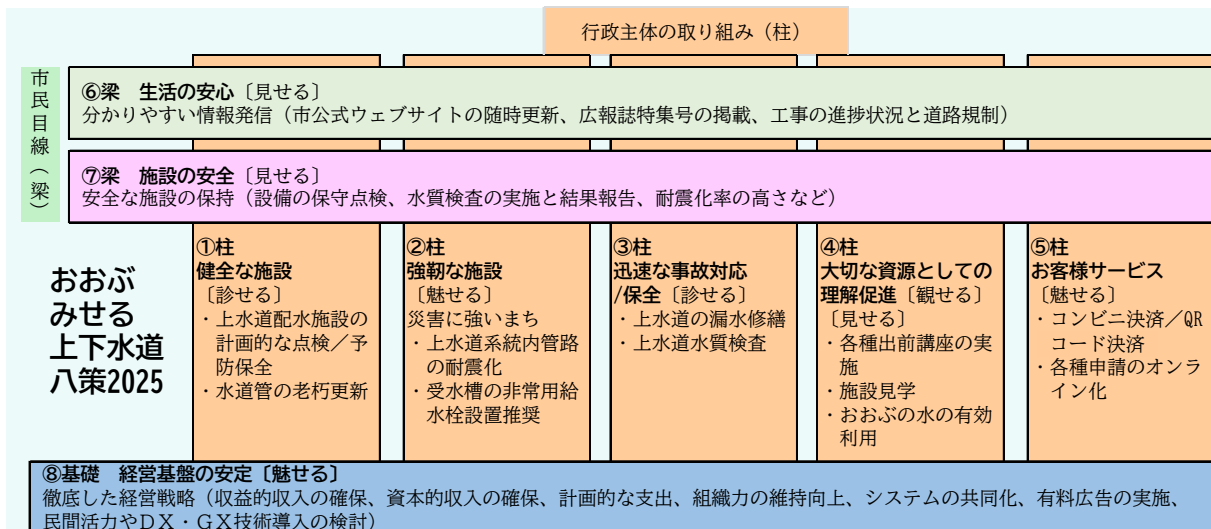 行政主体の取り組み（柱）
市民目線（梁）
⑥梁　生活の安心〔見せる〕
分かりやすい情報発信（市公式ウェブサイトの随時更新、広報誌特集号の掲載、工事の進捗状況と道路規制）
⑦梁　施設の安全〔見せる〕
安全な施設の保持（設備の保守点検、水質検査の実施と結果報告、耐震化率の高さなど）
おおぶ
みせる
上下水道
八策2025
①柱
健全な施設
〔診せる〕
・上水道配水施設の
計画的な点検／予
防保全
・水道管の老朽更新
②柱
強靭な施設
〔魅せる〕
災害に強いまち
・上水道系統内管路
の耐震化
・受水槽の非常用給
水栓設置推奨
③柱
迅速な事故対応
/保全〔診せる〕
・上水道の漏水修繕
・上水道水質検査
④柱
大切な資源としての
理解促進〔観せる〕
〔見せる〕
・各種出前講座の実
施
・施設見学
・おおぶの水の有効
利用
⑤柱
お客様サービス
〔魅せる〕
・コンビニ決済／QR
コード決済
・各種申請のオンラ
イン化
⑧基礎　経営基盤の安定〔魅せる〕
徹底した経営戦略（収益的収入の確保、資本的収入の確保、計画的な支出、組織力の維持向上、システムの共同化、有料広告の実施、
民間活力やＤＸ・ＧＸ技術導入の検討）